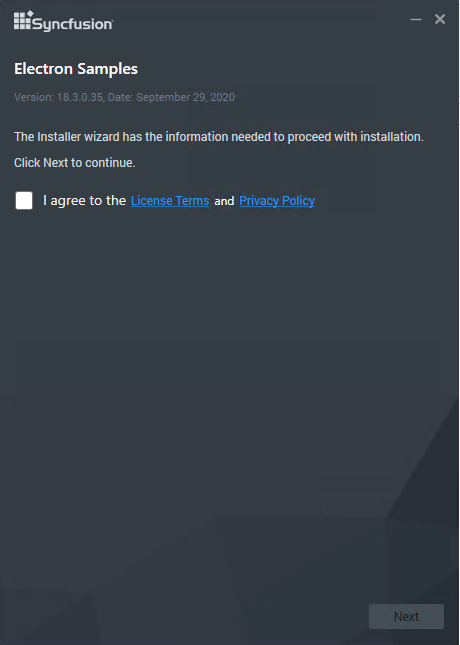 Syncfusion
Electron Samples
Version: 18.3.0.35, Date: September 29, 2020
The Installer wizard has the information needed to proceed with installation.
Click Next to continue.
I agree to the License Terms and Privacy Policy
Next